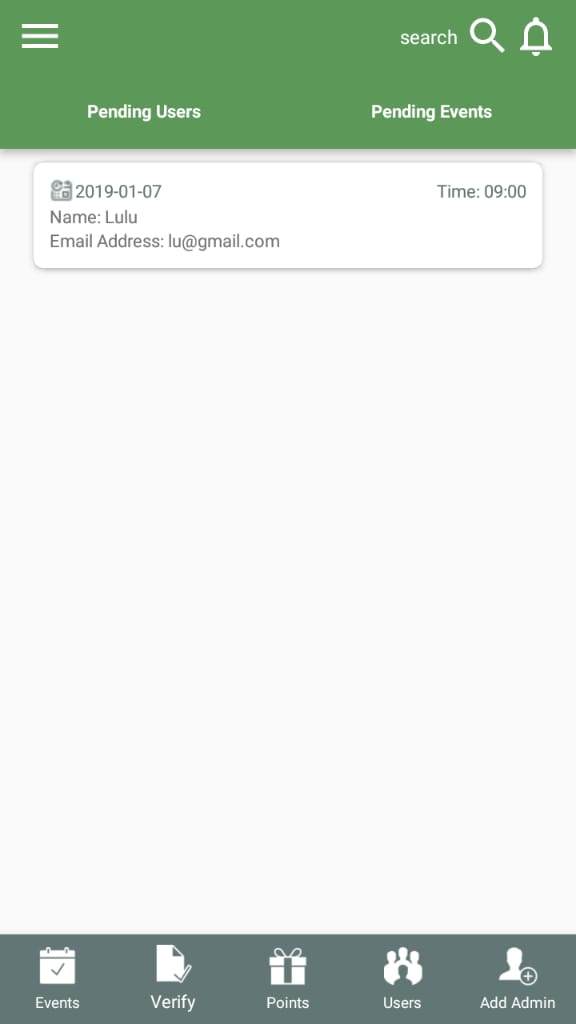 search
Pending Users Pending Events
2019-01-07 Time: 09:00
Name: Lulu
Email Address: lu@gmail.com
Events Verify Points Users Add Admin